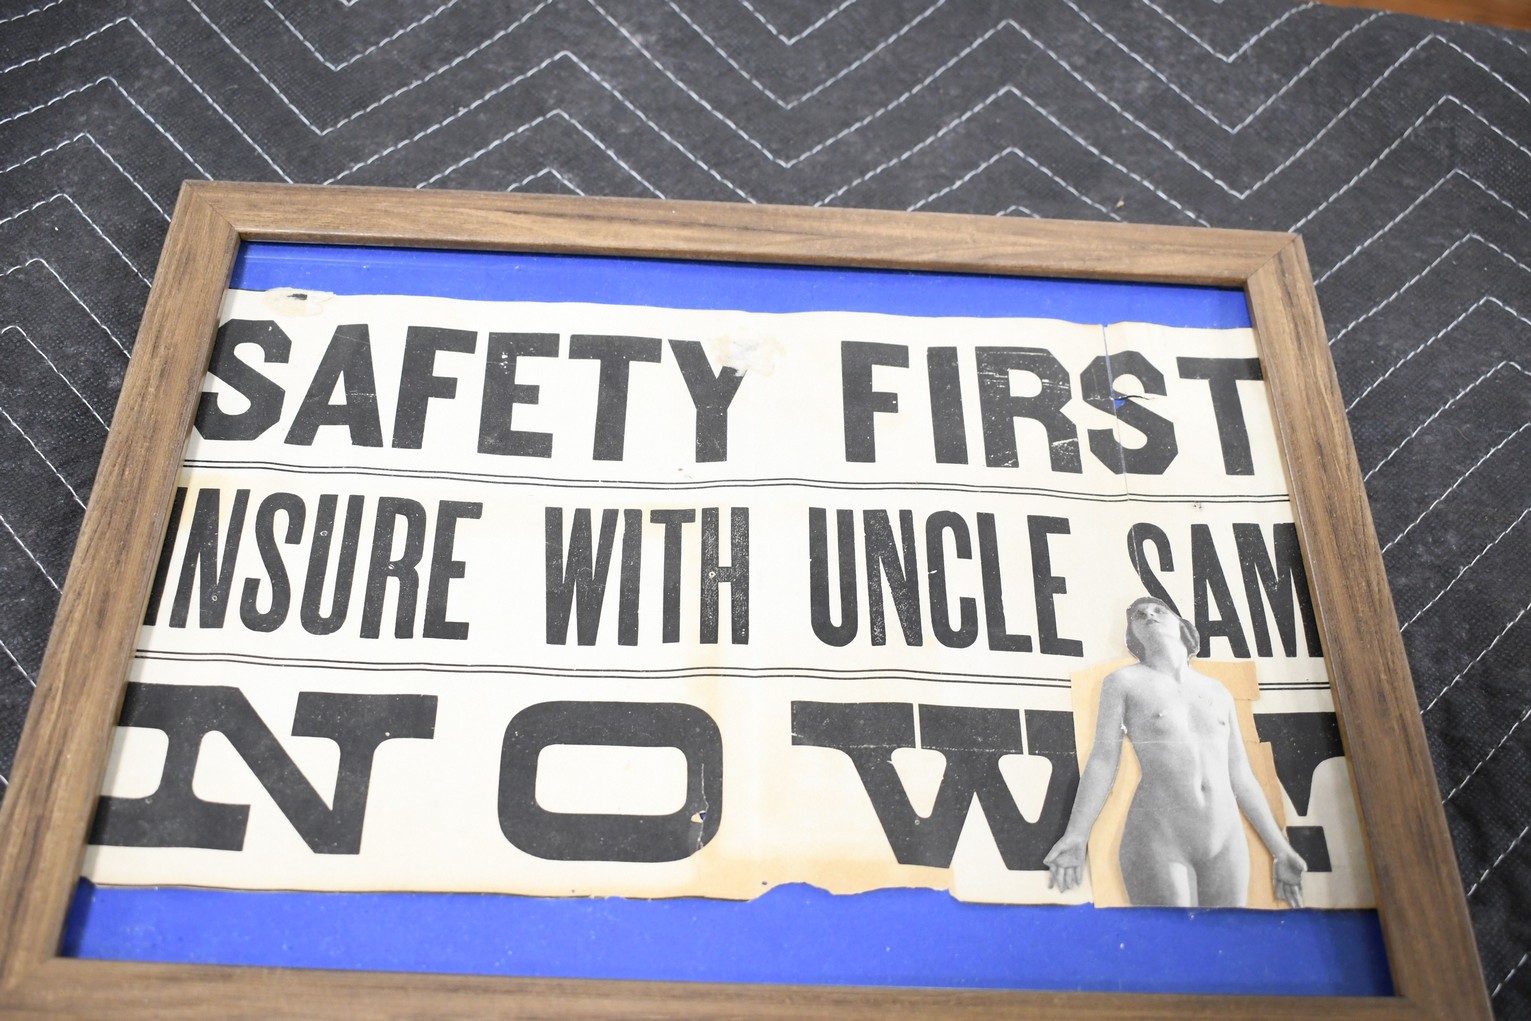 SAFETY FIRST
INSURE WITH UNCLE SAM
NOW!